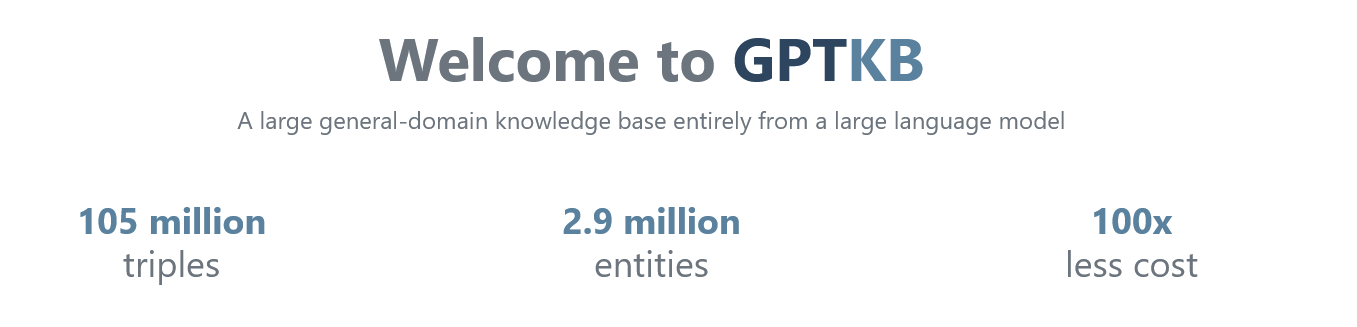 Welcome to GPTKB
A large general-domain knowledge base entirely from a large language model
105 million
triples
2.9 million
entities
100x
less cost